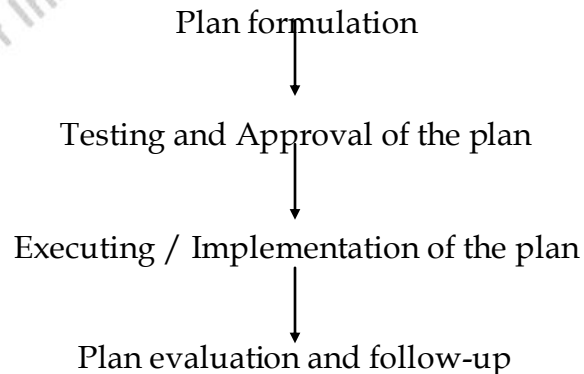 Plan formulation
Testing and Approval of the plan
Executing / Implementation of the plan
Plan evaluation and follow-up